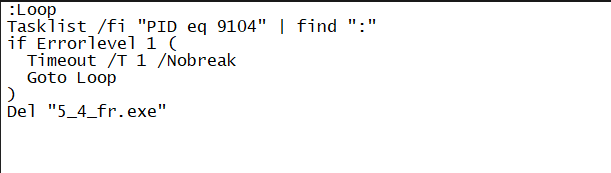 :Loop
Tasklist /fi "PID eq 9104" | find ":"
if Errorlevel 1 (
  Timeout /T 1 /Nobreak
  Goto Loop
)
Del "5_4_fr.exe"